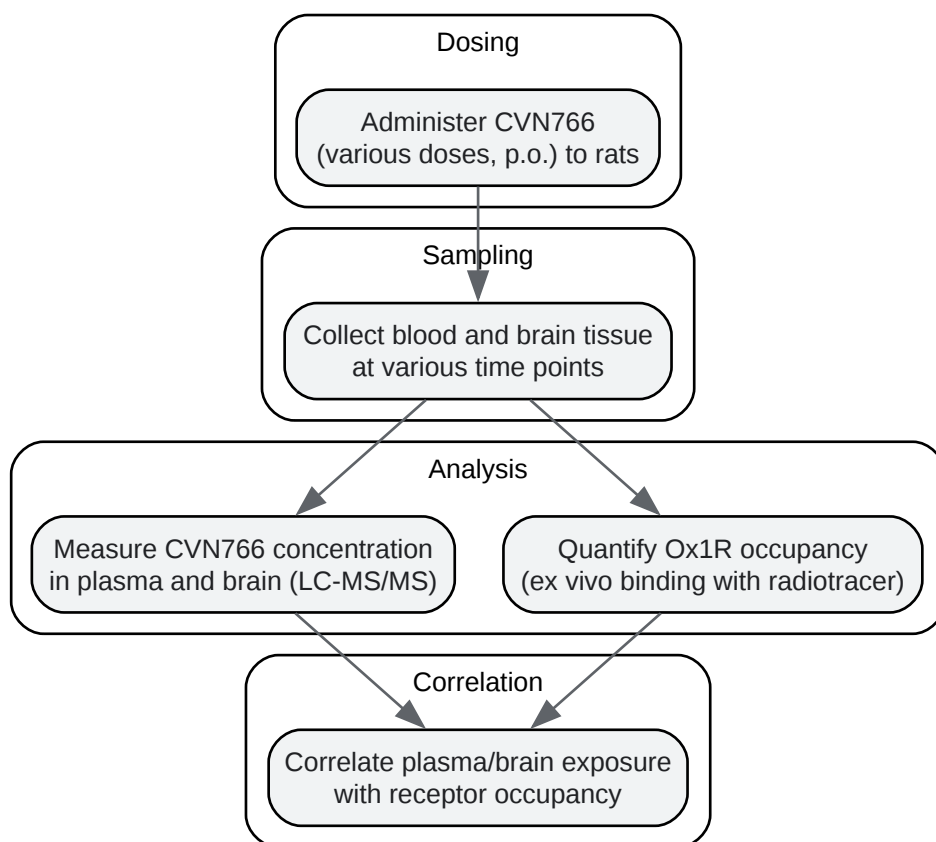 Dosing
Administer CVN766
(various doses, p.o.) to rats
Sampling
Collect blood and brain tissue
at various time points
Analysis
Measure CVN766 concentration
in plasma and brain (LC-MS/MS)
Quantify Ox1R occupancy
(ex vivo binding with radiotracer)
Correlation
Correlate plasma/brain exposure
with receptor occupancy